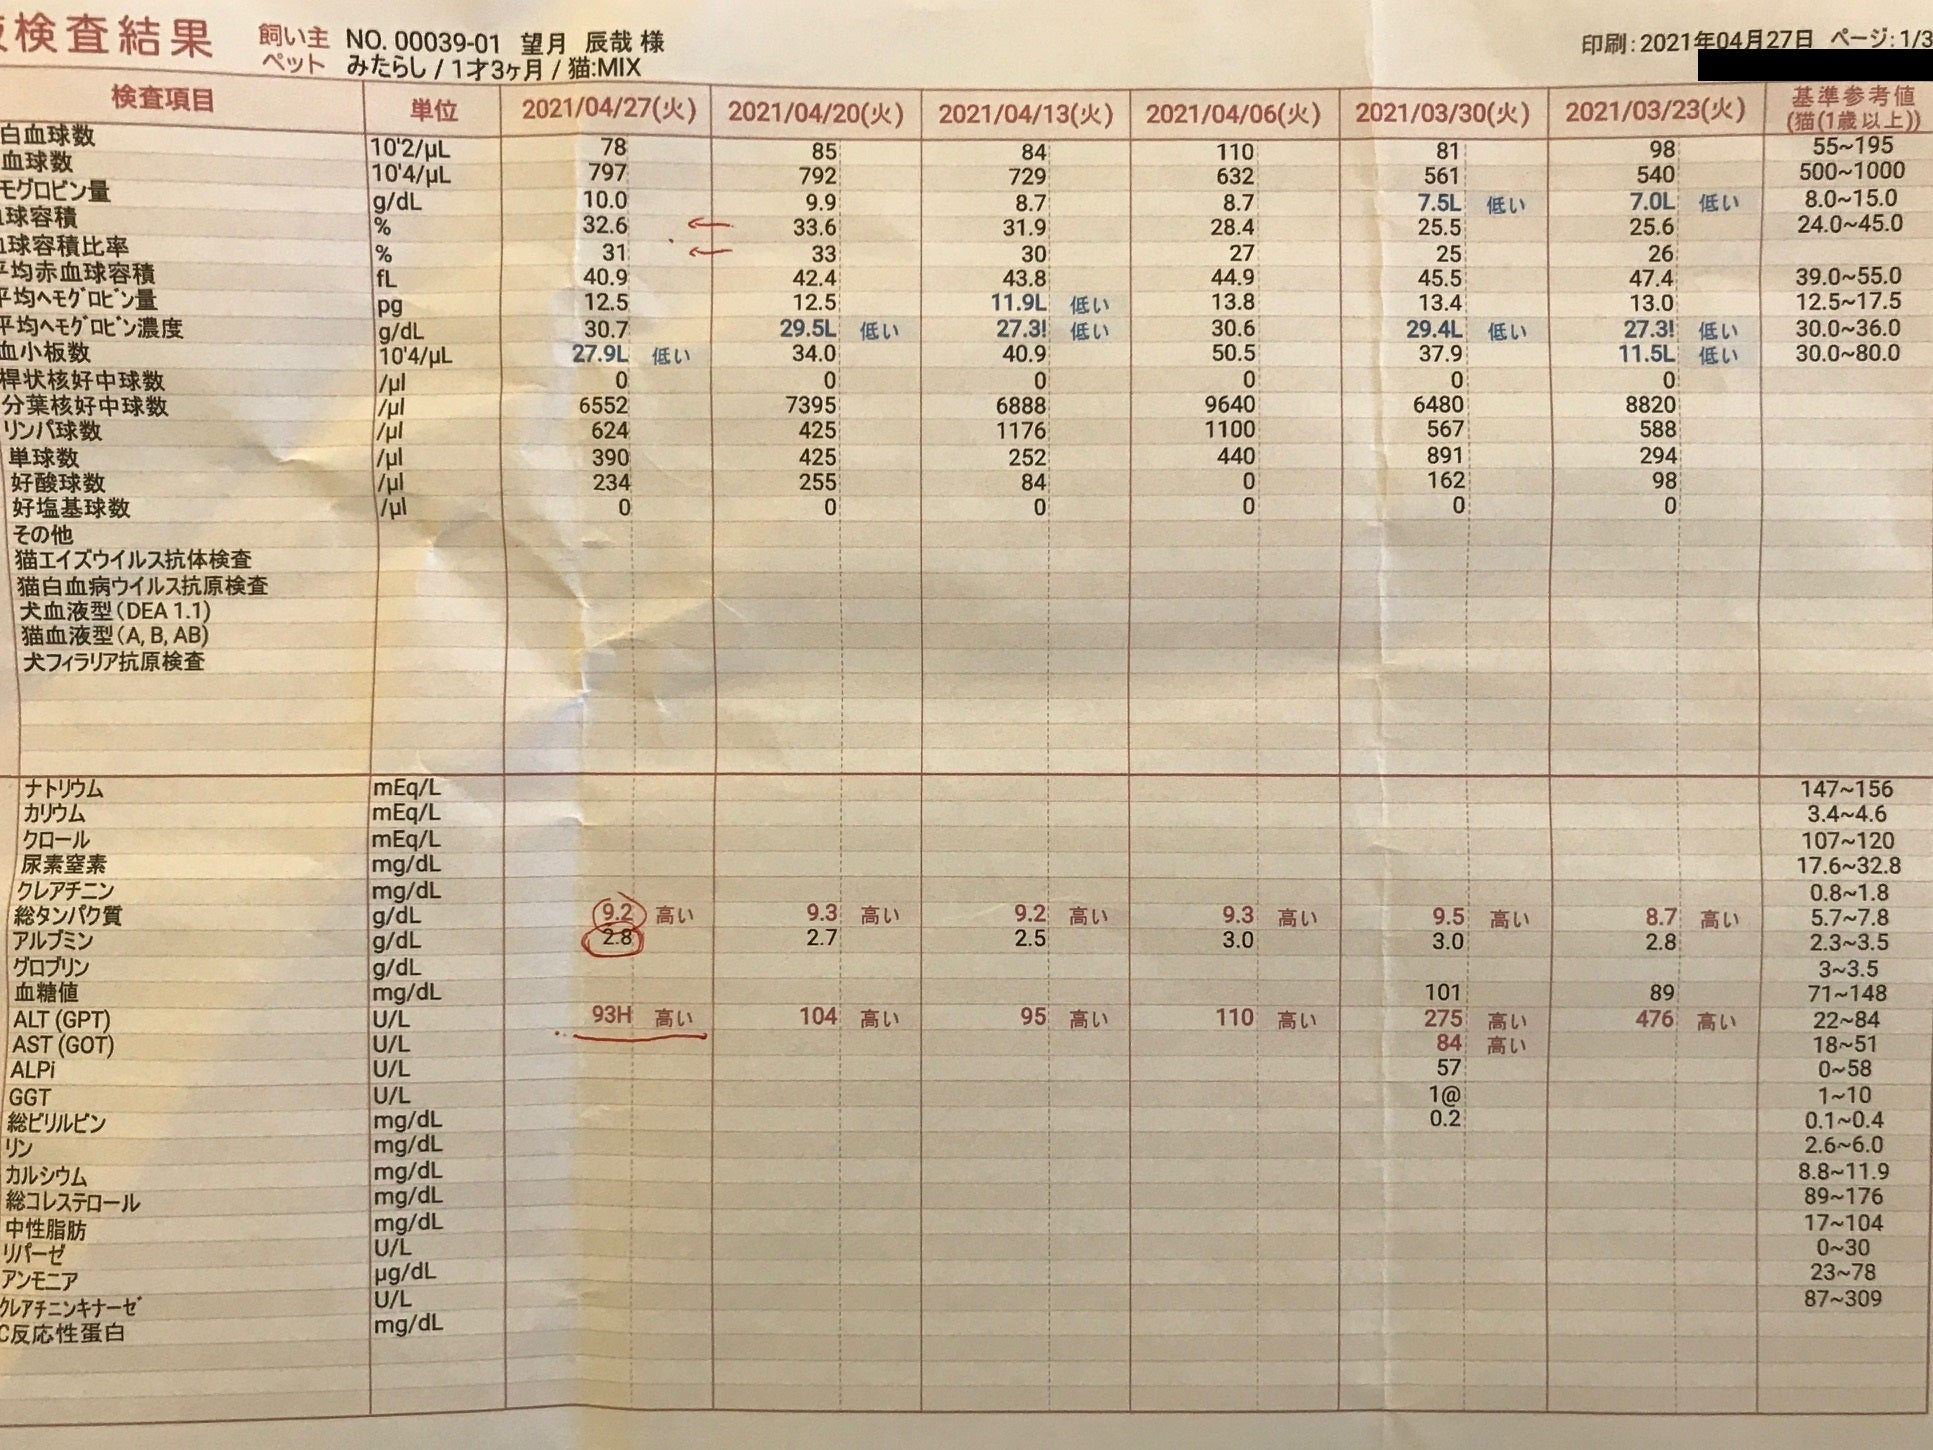 検査結果 飼い主 NO. 00039-01 望月 辰哉 様 印刷:2021年04月27日 ページ:1/3
ペット みたらし / 1才3ヶ月 / 猫:MIX
検査項目 単位 2021/04/27(火) 2021/04/20(火) 2021/04/13(火) 2021/04/06(火) 2021/03/30(火) 2021/03/23(火) 基準参考値 (猫(1歳以上))
白血球数 10'2/µL 78 85 84 110 81 98 55~195
血球数 10'4/µL 797 792 729 632 561 540 500~1000
モグロビン量 g/dL 10.0 9.9 8.7 8.7 7.5L 低い 7.0L 低い 8.0~15.0
球容積 % 32.6 33.6 31.9 28.4 25.5 25.6 24.0~45.0
球容積比率 % 31 33 30 27 25 26
平均赤血球容積 fL 40.9 42.4 43.8 44.9 45.5 47.4 39.0~55.0
平均ヘモグロビン量 pg 12.5 12.5 11.9L 低い 13.8 13.4 13.0 12.5~17.5
平均ヘモグロビン濃度 g/dL 30.7 29.5L 低い 27.3! 低い 30.6 29.4L 低い 27.3! 低い 30.0~36.0
血小板数 10'4/µL 27.9L 低い 34.0 40.9 50.5 37.9 11.5L 低い 30.0~80.0
桿状核好中球数 /µl 0 0 0 0 0 0
分葉核好中球数 /µl 6552 7395 6888 9640 6480 8820
リンパ球数 /µl 624 425 1176 1100 567 588
単球数 /µl 390 425 252 440 891 294
好酸球数 /µl 234 255 84 0 162 98
好塩基球数 /µl 0 0 0 0 0 0
その他
猫エイズウイルス抗体検査
猫白血病ウイルス抗原検査
犬血液型(DEA 1.1)
猫血液型(A, B, AB)
犬フィラリア抗原検査
ナトリウム mEq/L 147~156
カリウム mEq/L 3.4~4.6
クロール mEq/L 107~120
尿素窒素 mg/dL 17.6~32.8
クレアチニン mg/dL 0.8~1.8
総タンパク質 g/dL 9.2 高い 9.3 高い 9.2 高い 9.3 高い 9.5 高い 8.7 高い 5.7~7.8
アルブミン g/dL 2.8 2.7 2.5 3.0 3.0 2.8 2.3~3.5
グロブリン g/dL 3~3.5
血糖値 mg/dL 101 89 71~148
ALT (GPT) U/L 93H 高い 104 高い 95 高い 110 高い 275 高い 476 高い 22~84
AST (GOT) U/L 84 高い 18~51
ALPi U/L 57 0~58
GGT U/L 1@ 1~10
総ビリルビン mg/dL 0.2 0.1~0.4
リン mg/dL 2.6~6.0
カルシウム mg/dL 8.8~11.9
総コレステロール mg/dL 89~176
中性脂肪 mg/dL 17~104
リパーゼ U/L 0~30
アンモニア µg/dL 23~78
クレアチニンキナーゼ U/L 87~309
C反応性蛋白 mg/dL